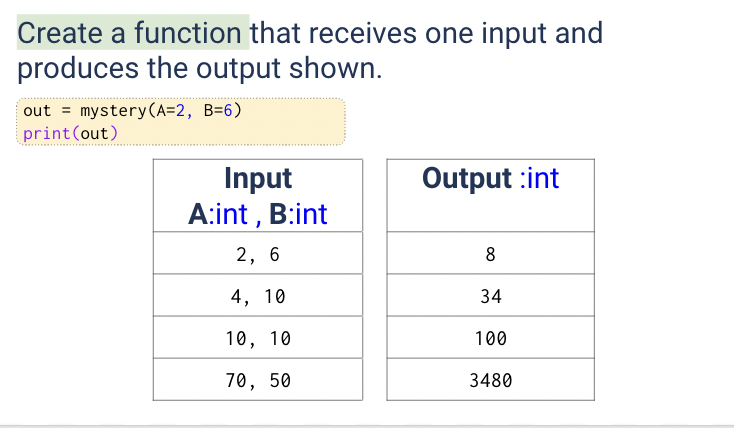 Create a function that receives one input and
produces the output shown.
out = mystery(A=2, B=6)
print(out)
Input
A:int , B:int
Output :int
2, 6
8
4, 10
34
10, 10
100
70, 50
3480